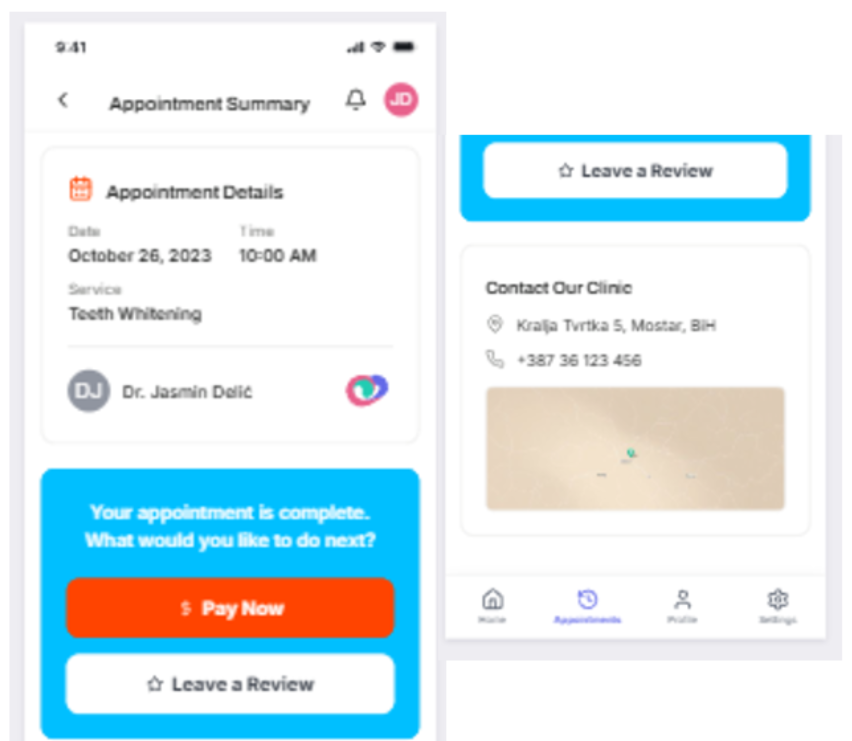 9:41
Appointment Summary
JD
Appointment Details
Date Time
October 26, 2023 10:00 AM
Service
Teeth Whitening
DJ Dr. Jasmin Delić
Your appointment is complete.
What would you like to do next?
$ Pay Now
Leave a Review
Leave a Review
Contact Our Clinic
Kralja Tvrtka 5, Mostar, BIH
+387 36 123 456
Home Appointments Profile Settings